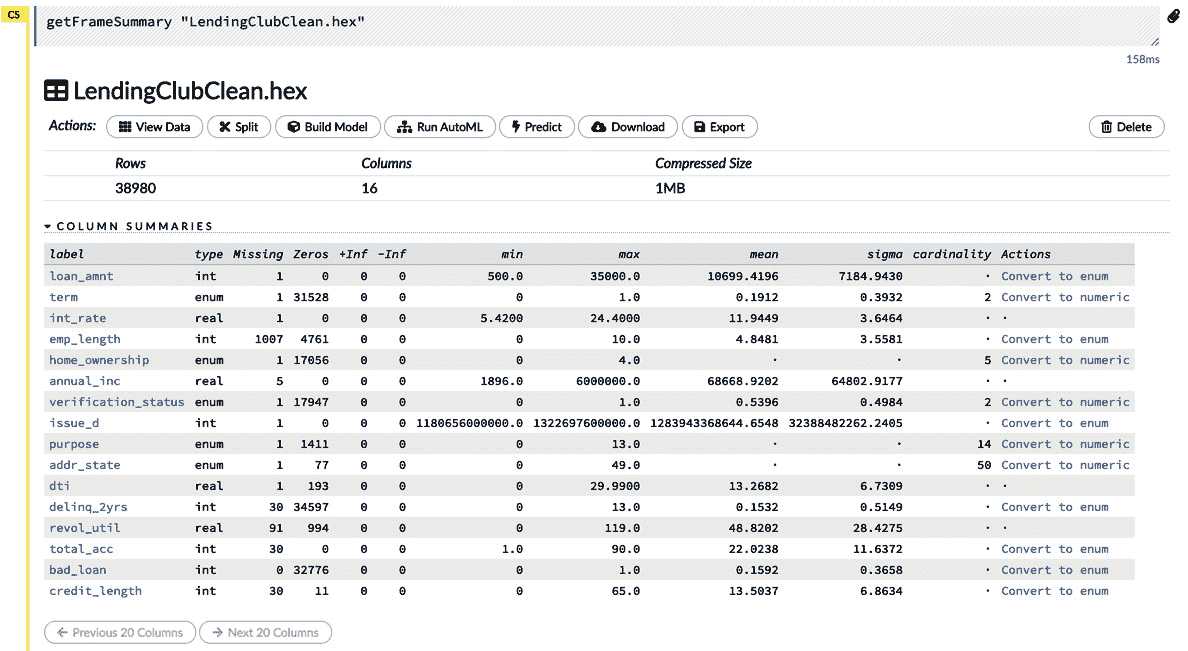 CS
getFrameSummary "LendingClubClean.hex"
158ms
LendingClubClean.hex
Actions: View Data Split Build Model Run AutoML Predict Download Export Delete
Rows Columns Compressed Size
38980 16 1MB
COLUMN SUMMARIES
label type Missing Zeros +Inf -Inf min max mean sigma cardinality Actions
loan_amnt int 1 0 0 0 500.0 35000.0 10699.4196 7184.9430 · Convert to enum
term enum 1 31528 0 0 0 1.0 0.1912 0.3932 2 Convert to numeric
int_rate real 1 0 0 0 5.4200 24.4000 11.9449 3.6464 · ·
emp_length int 1007 4761 0 0 0 10.0 4.8481 3.5581 · Convert to enum
home_ownership enum 1 17056 0 0 0 4.0 · · 5 Convert to numeric
annual_inc real 5 0 0 0 1896.0 6000000.0 68668.9202 64802.9177 · ·
verification_status enum 1 17947 0 0 0 1.0 0.5396 0.4984 2 Convert to numeric
issue_d int 1 0 0 0 1180656000000.0 1322697600000.0 1283943368644.6548 32388482262.2405 · Convert to enum
purpose enum 1 1411 0 0 0 13.0 · · 14 Convert to numeric
addr_state enum 1 77 0 0 0 49.0 · · 50 Convert to numeric
dti real 1 193 0 0 0 29.9900 13.2682 6.7309 · ·
delinq_2yrs int 30 34597 0 0 0 13.0 0.1532 0.5149 · Convert to enum
revol_util real 91 994 0 0 0 119.0 48.8202 28.4275 · ·
total_acc int 30 0 0 0 1.0 90.0 22.0238 11.6372 · Convert to enum
bad_loan int 0 32776 0 0 0 1.0 0.1592 0.3658 · Convert to enum
credit_length int 30 11 0 0 0 65.0 13.5037 6.8634 · Convert to enum
← Previous 20 Columns → Next 20 Columns